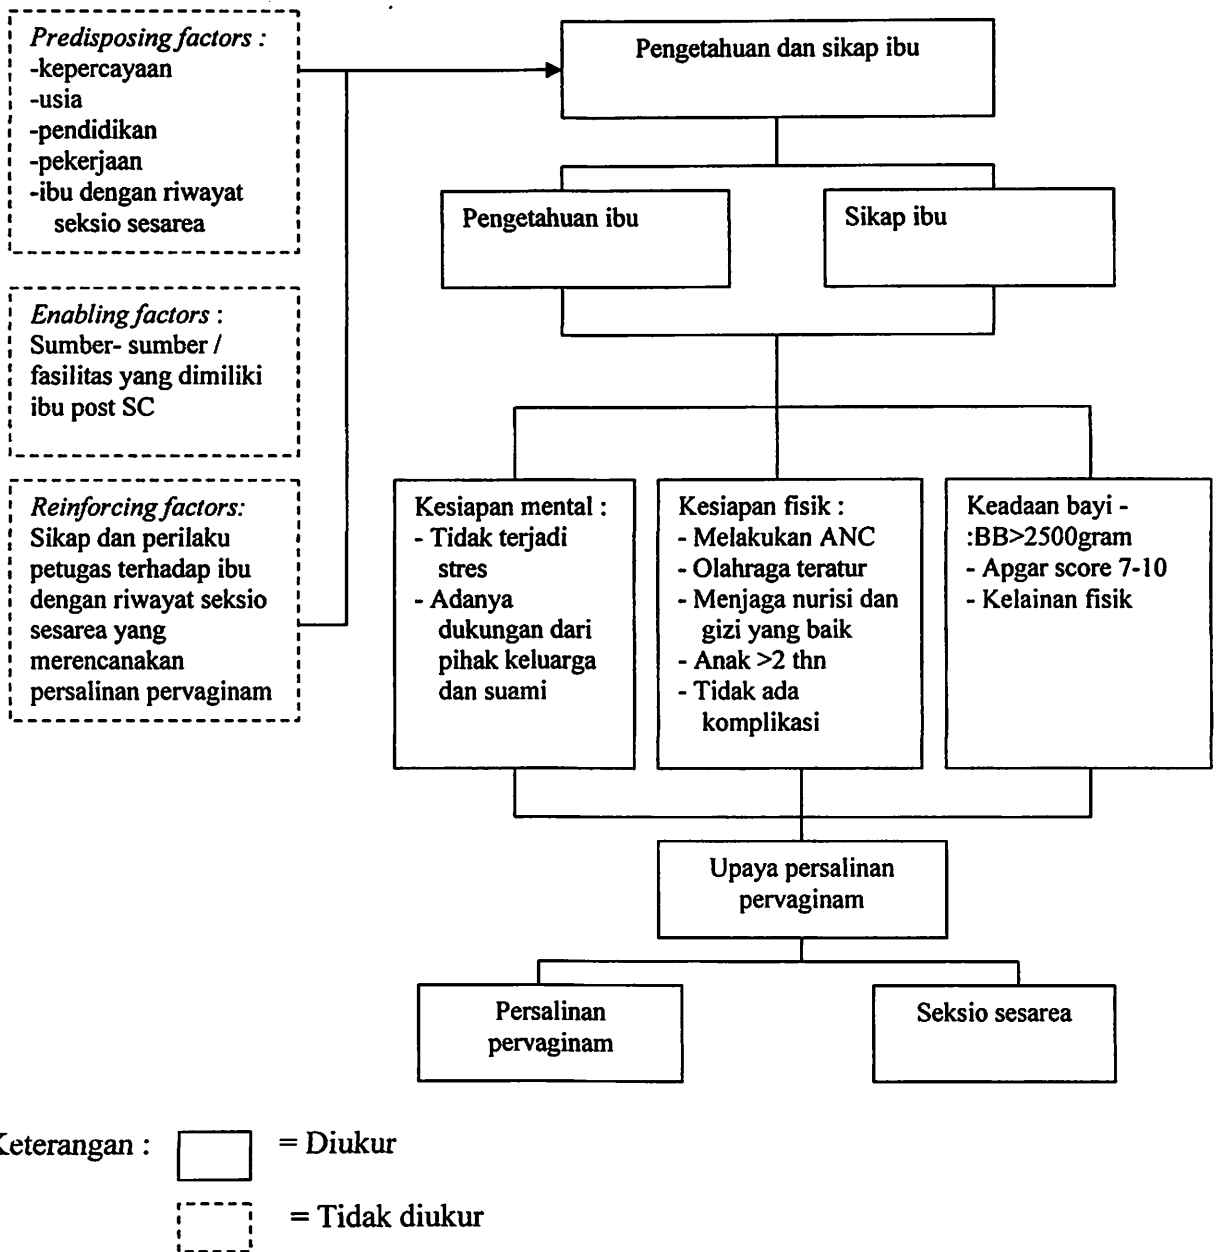 Predisposing factors :
-kepercayaan
-usia
-pendidikan
-pekerjaan
-ibu dengan riwayat
seksio sesarea
Enabling factors :
Sumber- sumber /
fasilitas yang dimiliki
ibu post SC
Reinforcing factors:
Sikap dan perilaku
petugas terhadap ibu
dengan riwayat seksio
sesarea yang
merencanakan
persalinan pervaginam
Pengetahuan dan sikap ibu
Pengetahuan ibu
Sikap ibu
Kesiapan mental :
- Tidak terjadi
stres
- Adanya
dukungan dari
pihak keluarga
dan suami
Kesiapan fisik :
- Melakukan ANC
- Olahraga teratur
- Menjaga nurisi dan
gizi yang baik
- Anak >2 thn
- Tidak ada
komplikasi
Keadaan bayi -
:BB>2500gram
- Apgar score 7-10
- Kelainan fisik
Upaya persalinan
pervaginam
Persalinan
pervaginam
Seksio sesarea
Keterangan :
= Diukur
= Tidak diukur